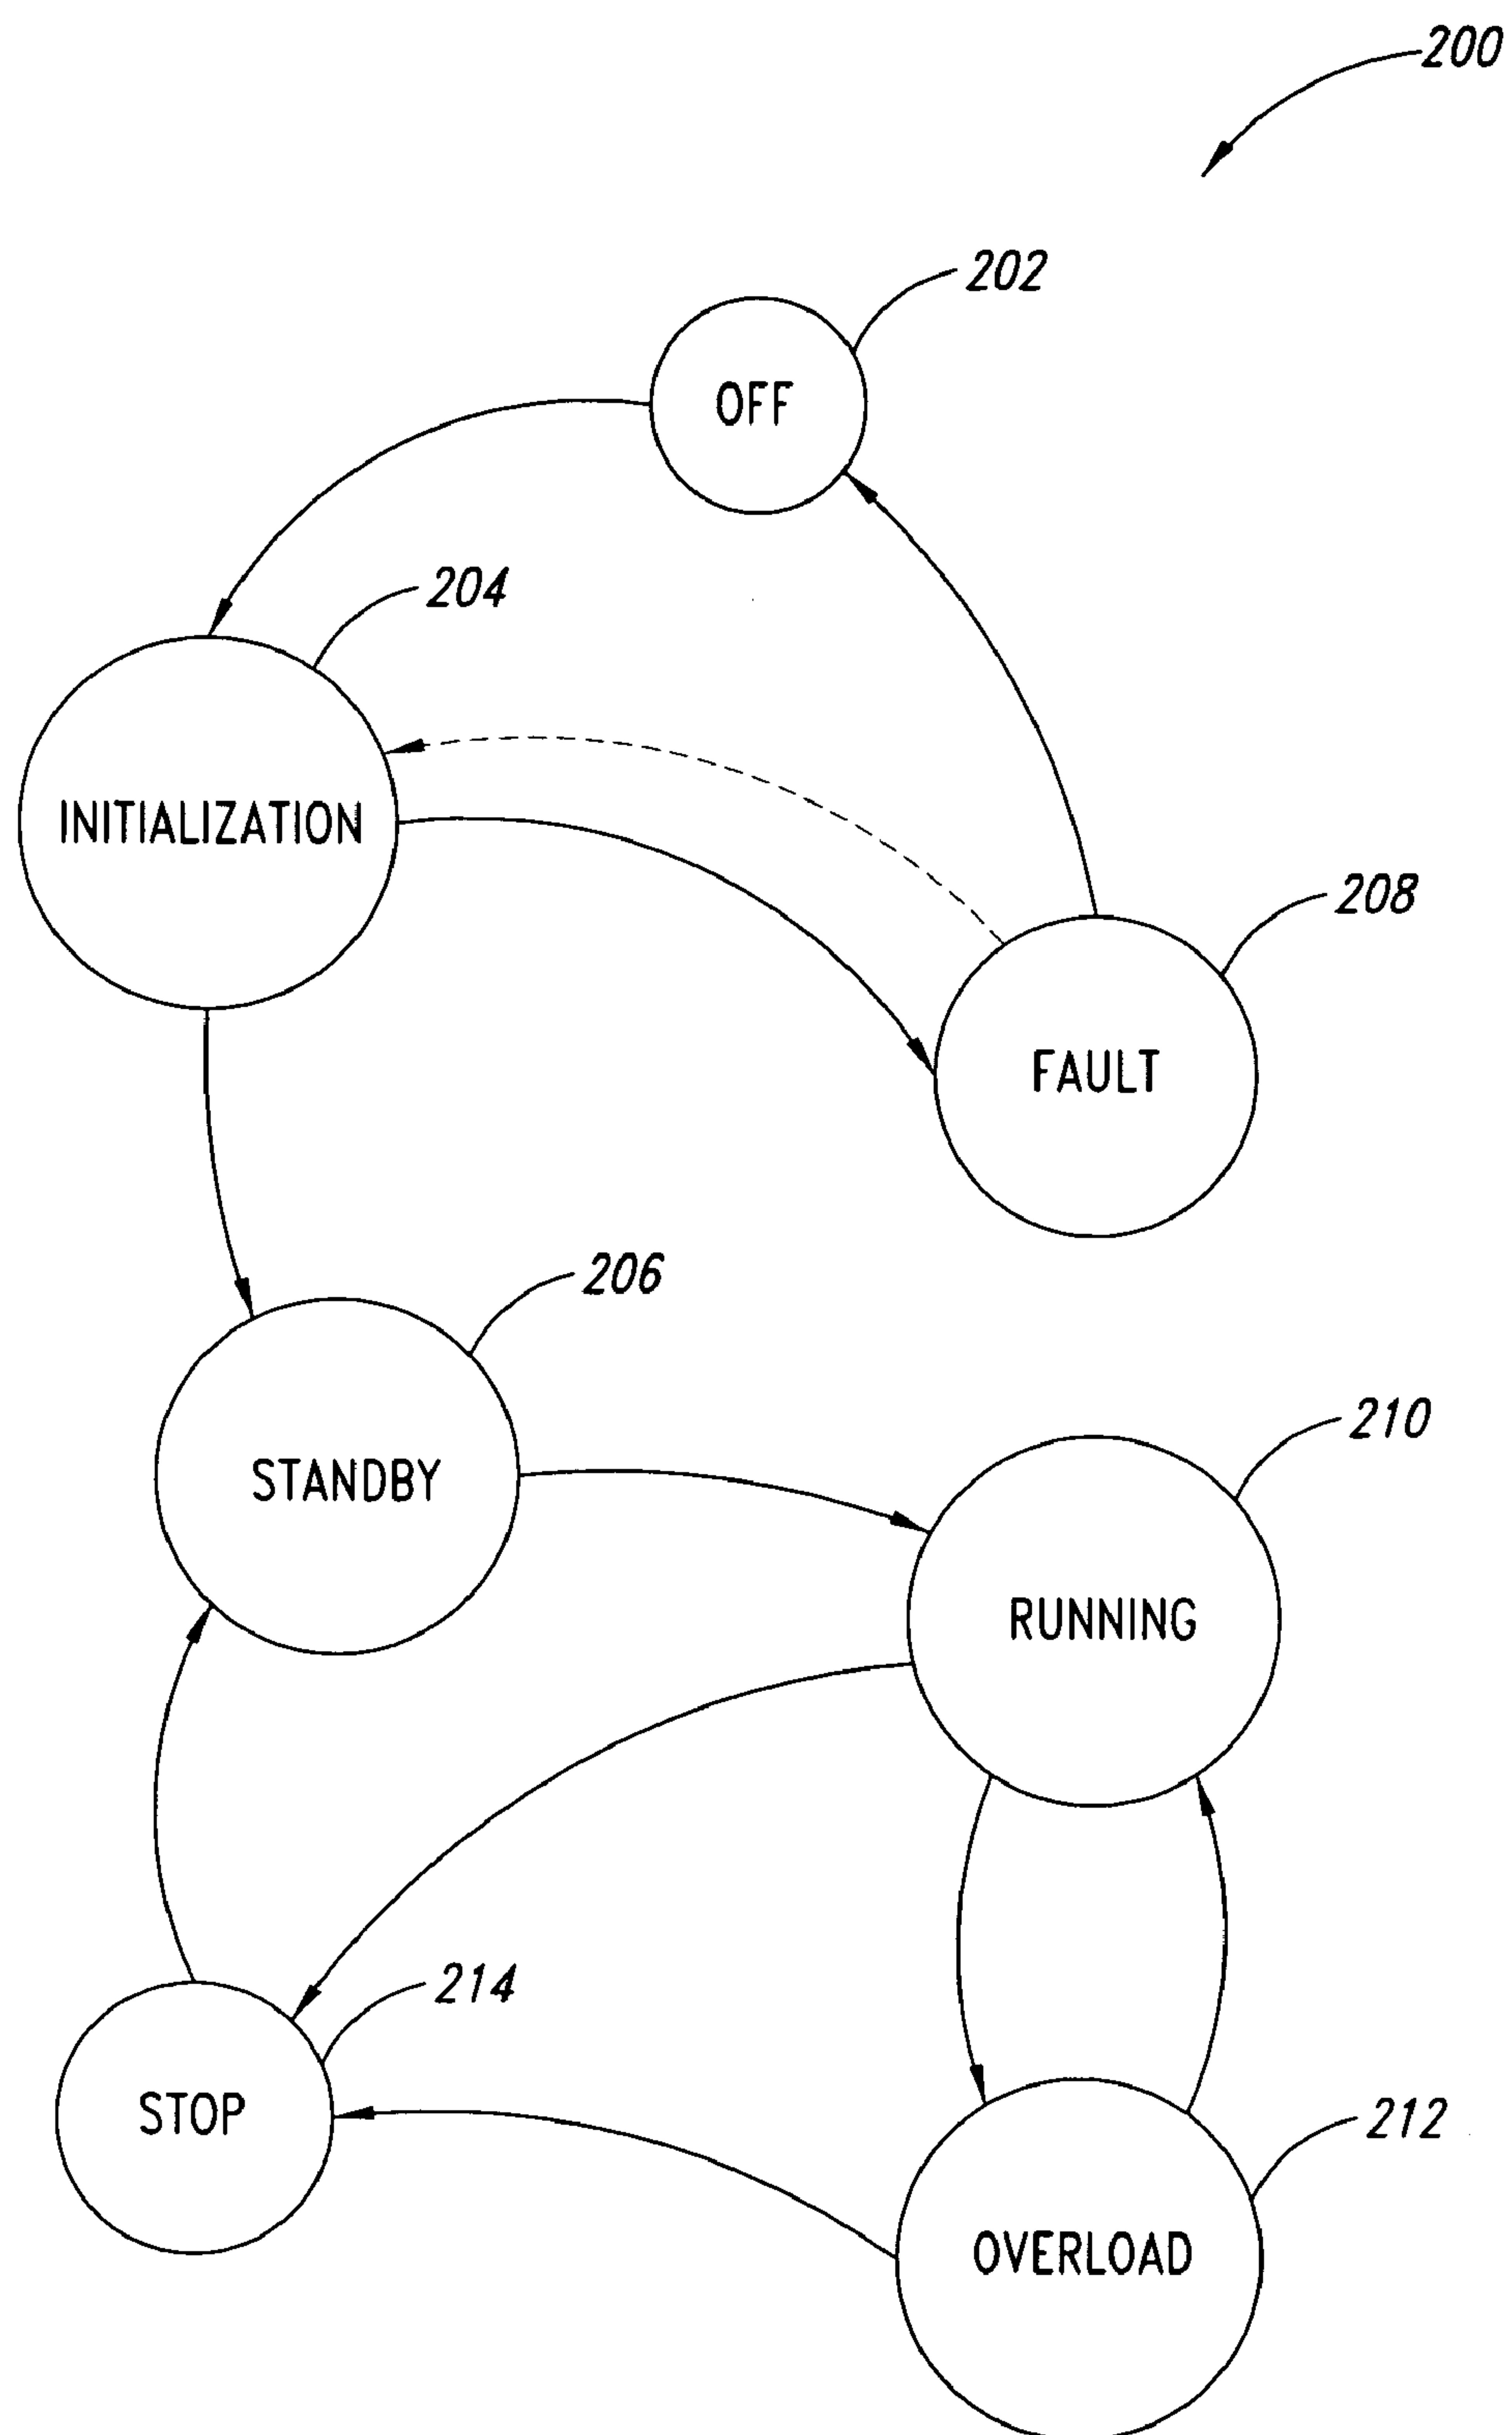 200
202
OFF
204
INITIALIZATION
208
FAULT
206
STANDBY
210
RUNNING
214
STOP
212
OVERLOAD